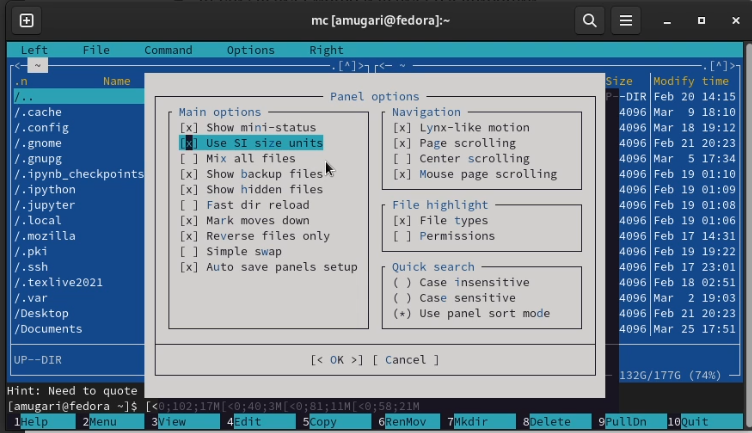 mc [amugari@fedora]:~
Left File Command Options Right
~ .[^] ~ .[^]
.n Name Size Modify time
/.. P--DIR Feb 20 14:15
/.cache 4096 Mar 9 18:10
/.config 4096 Mar 18 19:12
/.gnome 4096 Feb 21 20:23
/.gnupg 4096 Mar 5 17:34
/.ipynb_checkpoints 4096 Feb 19 01:10
/.ipython 4096 Feb 19 01:09
/.jupyter 4096 Feb 19 01:08
/.local 4096 Feb 19 01:06
/.mozilla 4096 Feb 17 14:31
/.pki 4096 Feb 19 19:22
/.ssh 4096 Feb 17 23:01
/.texlive2021 4096 Feb 18 02:51
/.var 4096 Mar 2 19:03
/Desktop 4096 Feb 21 20:23
/Documents 4096 Mar 25 17:51
UP--DIR
132G/177G (74%)
Panel options
Main options
[x] Show mini-status
[x] Use SI size units
[ ] Mix all files
[x] Show backup files
[x] Show hidden files
[ ] Fast dir reload
[x] Mark moves down
[x] Reverse files only
[ ] Simple swap
[x] Auto save panels setup
Navigation
[x] Lynx-like motion
[x] Page scrolling
[ ] Center scrolling
[x] Mouse page scrolling
File highlight
[x] File types
[ ] Permissions
Quick search
( ) Case insensitive
( ) Case sensitive
(*) Use panel sort mode
[< OK >] [ Cancel ]
Hint: Need to quote
[amugari@fedora ~]$ [<0;102;17M[<0;40;3M[<0;81;11M[<0;58;21M
1Help 2Menu 3View 4Edit 5Copy 6RenMov 7Mkdir 8Delete 9PullDn 10Quit